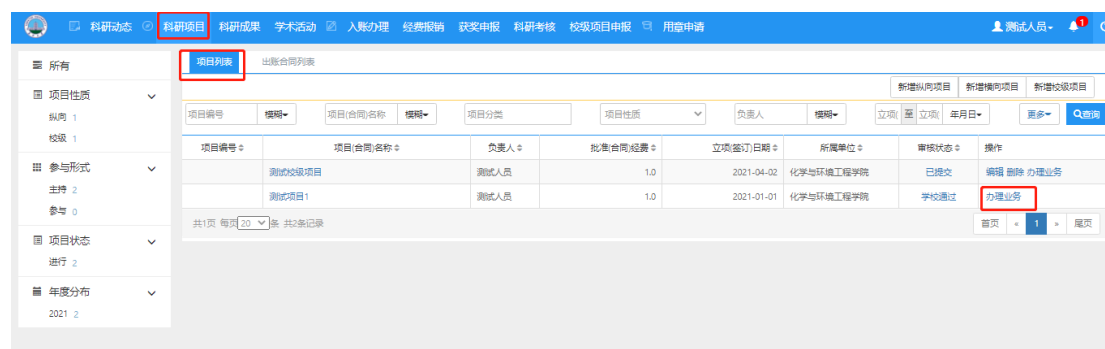 科研动态 科研项目 科研成果 学术活动 入账办理 经费报销 获奖申报 科研考核 校级项目申报 用章申请 测试人员 1
所有
项目性质
纵向 1
校级 1
参与形式
主持 2
参与 0
项目状态
进行 2
年度分布
2021 2
项目列表 出账合同列表
新增纵向项目 新增横向项目 新增校级项目
项目编号 模糊 项目(合同)名称 模糊 项目分类 项目性质 负责人 模糊 立项( 至 立项( 年月日 更多 查询
项目编号 项目(合同)名称 负责人 批准(合同)经费 立项(签订)日期 所属单位 审核状态 操作
测试校级项目 测试人员 1.0 2021-04-02 化学与环境工程学院 已提交 编辑 删除 办理业务
测试项目1 测试人员 1.0 2021-01-01 化学与环境工程学院 学校通过 办理业务
共1页 每页 20 条 共2条记录 首页 « 1 » 尾页